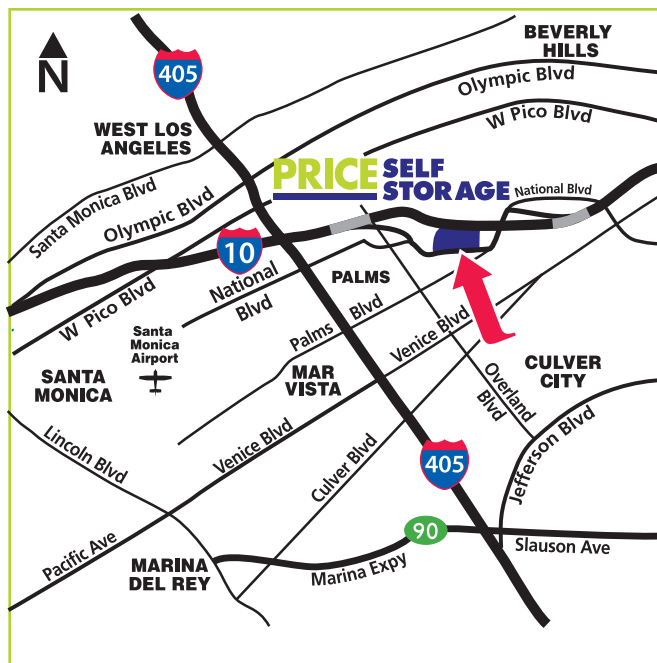 BEVERLY
HILLS
N
405
Olympic Blvd
W Pico Blvd
WEST LOS
ANGELES
PRICE SELF
STORAGE
National Blvd
Santa Monica Blvd
Olympic Blvd
10
National
Blvd
PALMS
W Pico Blvd
Santa
Monica
Airport
Palms Blvd
Venice Blvd
SANTA
MONICA
MAR
VISTA
CULVER
CITY
Overland
Blvd
Lincoln Blvd
Venice Blvd
Culver Blvd
405
Jefferson Blvd
90
Slauson Ave
Pacific Ave
MARINA
DEL REY
Marina Expy